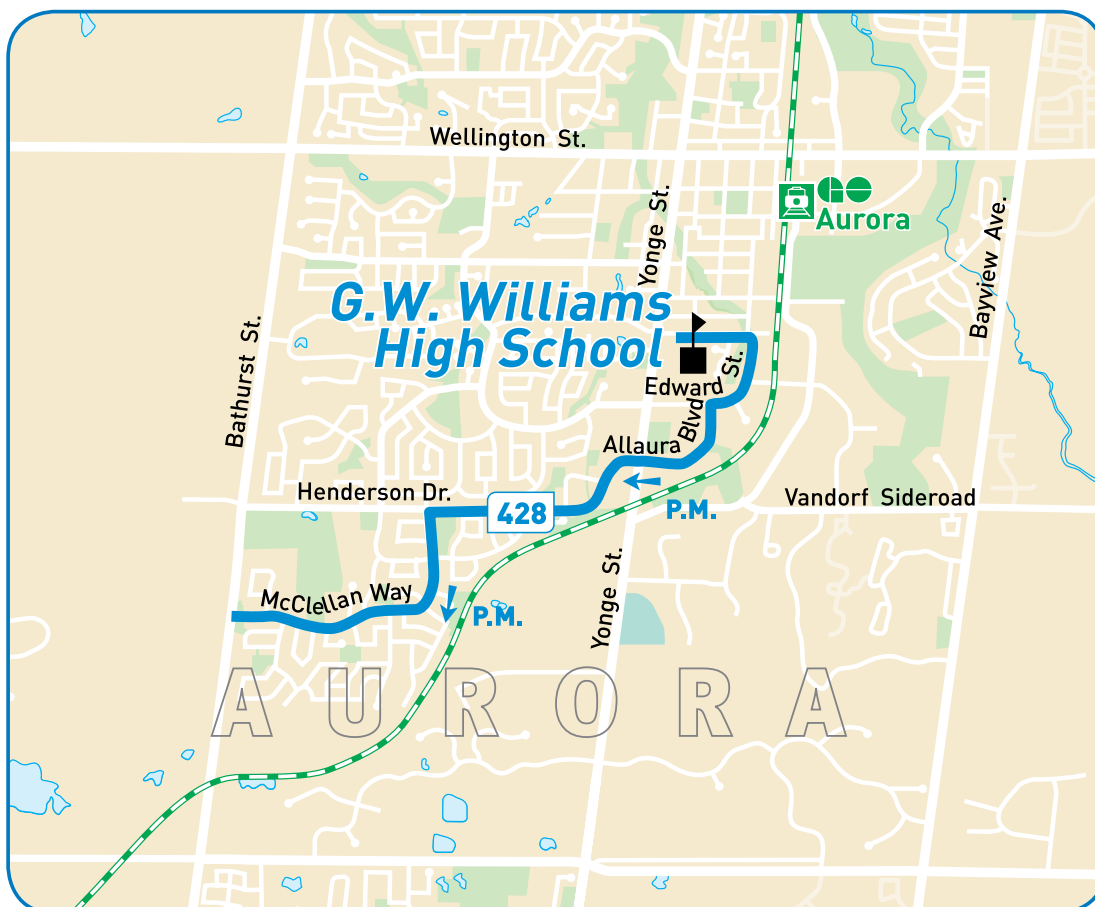 Wellington St.
GO
Aurora
Yonge St.
Bayview Ave.
G.W. Williams
High School
Bathurst St.
Edward St.
Allaura Blvd
Henderson Dr.
428
P.M.
Vandorf Sideroad
McClellan Way
P.M.
Yonge St.
AURORA